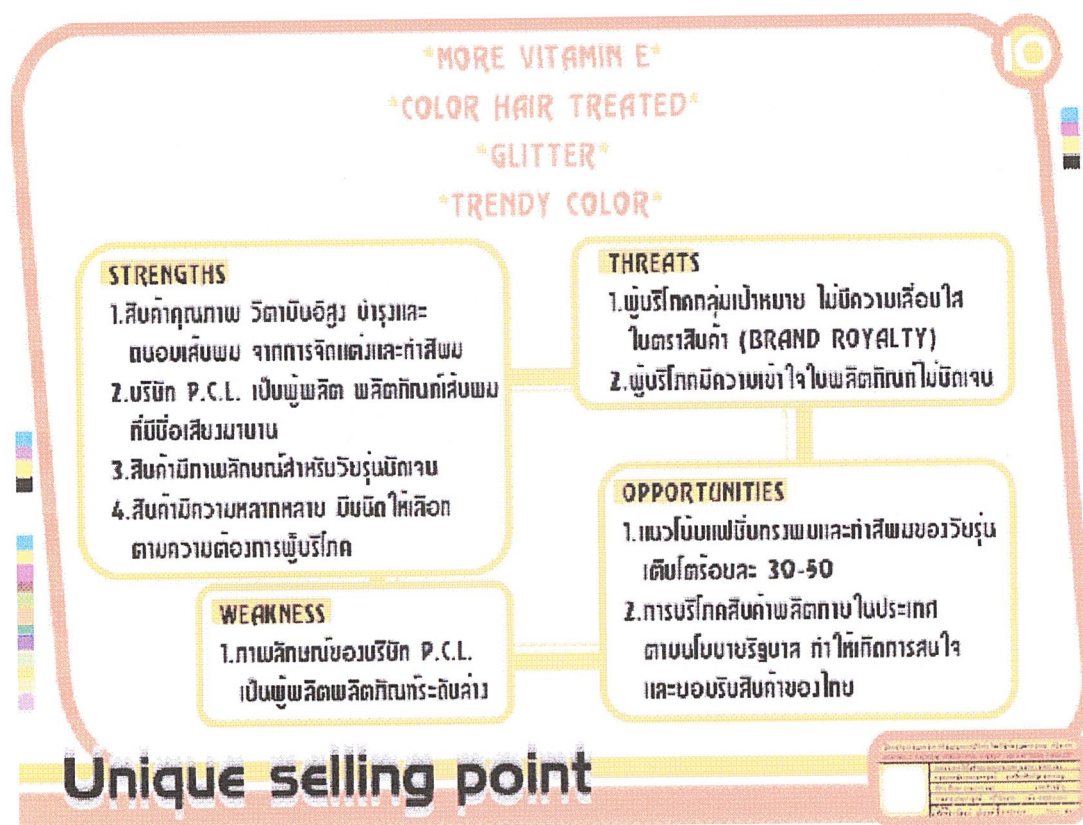 10
*MORE VITAMIN E*
*COLOR HAIR TREATED*
*GLITTER*
*TRENDY COLOR*
STRENGTHS
1.สินค้าคุณภาพ วิตามินอีสูง บำรุงและ
ถนอมเส้นผม จากการจัดแต่งและทำสีผม
2.บริษัท P.C.L. เป็นผู้ผลิต ผลิตภัณฑ์เส้นผม
ที่มีชื่อเสียงมานาน
3.สินค้ามีภาพลักษณ์สำหรับวัยรุ่นชัดเจน
4.สินค้ามีความหลากหลาย มีชนิดให้เลือก
ตามความต้องการผู้บริโภค
THREATS
1.ผู้บริโภคกลุ่มเป้าหมาย ไม่มีความเลื่อมใส
ในตราสินค้า (BRAND ROYALTY)
2.ผู้บริโภคมีความเข้าใจในผลิตภัณฑ์ไม่ชัดเจน
WEAKNESS
1.ภาพลักษณ์ของบริษัท P.C.L.
เป็นผู้ผลิตผลิตภัณฑ์ระดับล่าง
OPPORTUNITIES
1.แนวโน้มแฟชั่นทรงผมและทำสีผมของวัยรุ่น
เติบโตร้อยละ 30-50
2.การบริโภคสินค้าผลิตภายในประเทศ
ตามนโยบายรัฐบาล ทำให้เกิดการสนใจ
และยอมรับสินค้าของไทย
Unique selling point